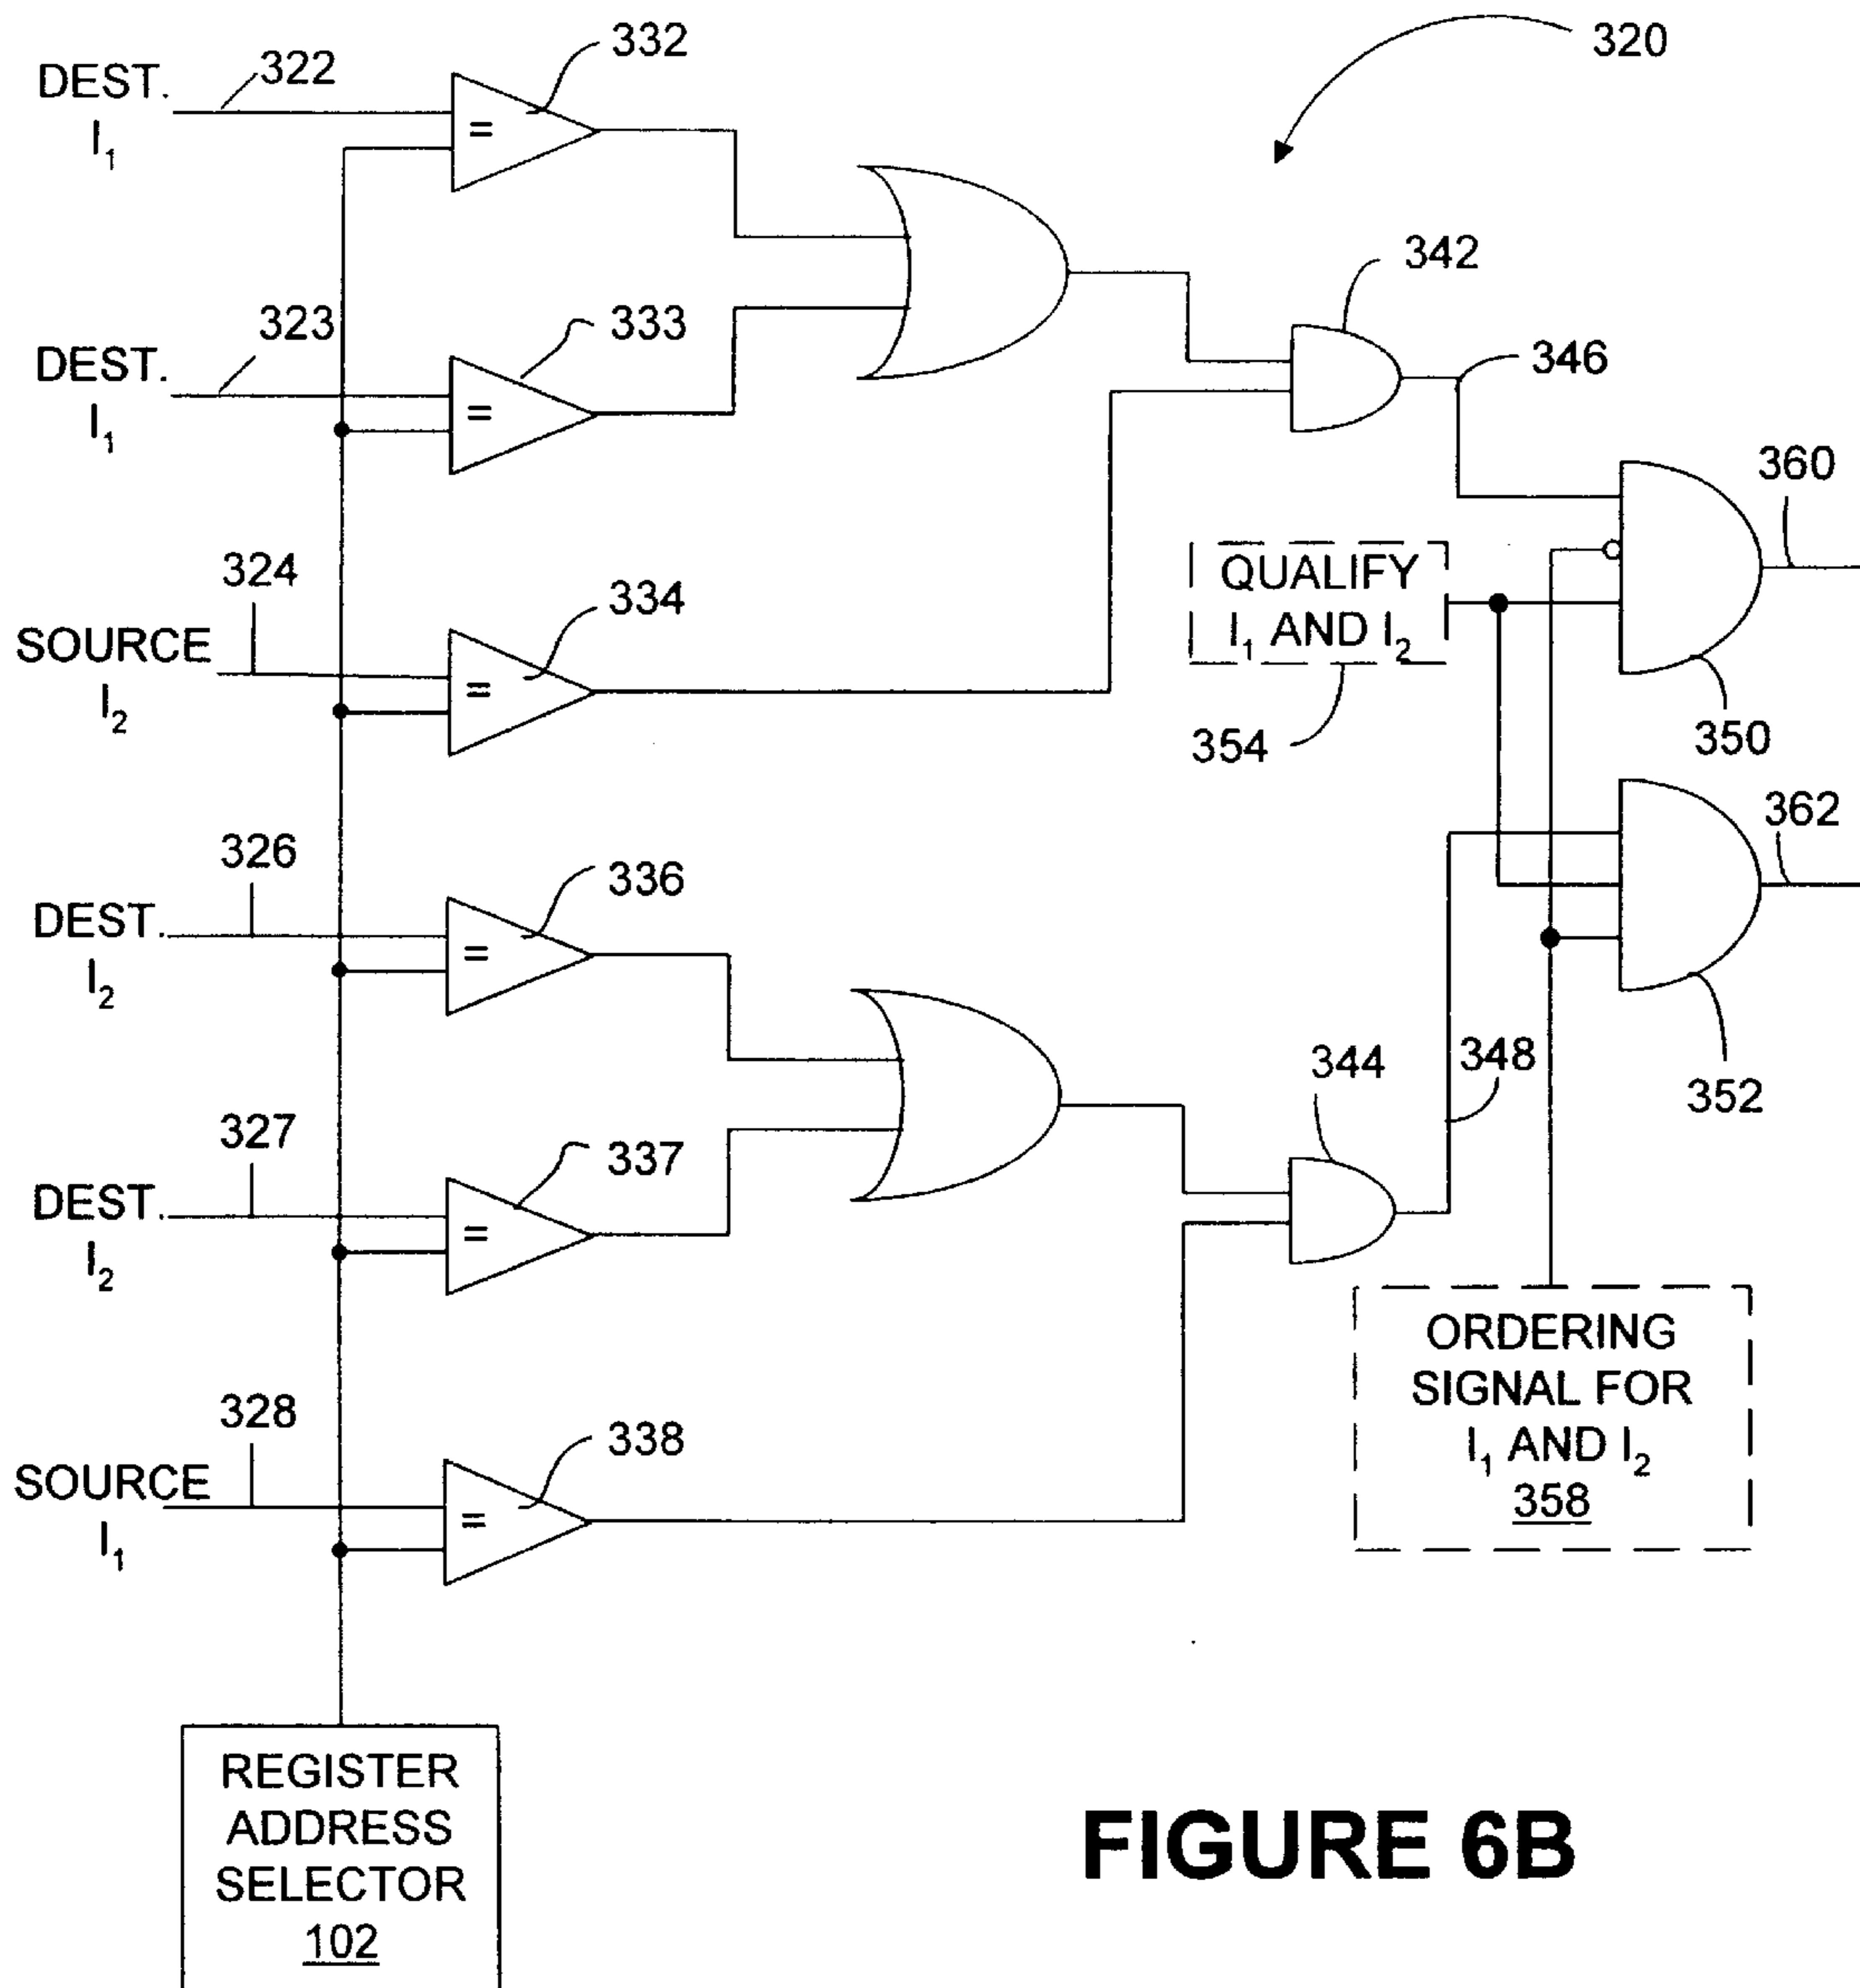 332
320
DEST.
I₁
322
=
342
DEST.
I₁
323
333
=
346
360
SOURCE
I₂
324
334
=
QUALIFY
I₁ AND I₂
354
350
362
DEST.
I₂
326
336
=
344
348
352
DEST.
I₂
327
337
=
ORDERING
SIGNAL FOR
I₁ AND I₂
358
SOURCE
I₁
328
338
=
REGISTER
ADDRESS
SELECTOR
102
FIGURE 6B